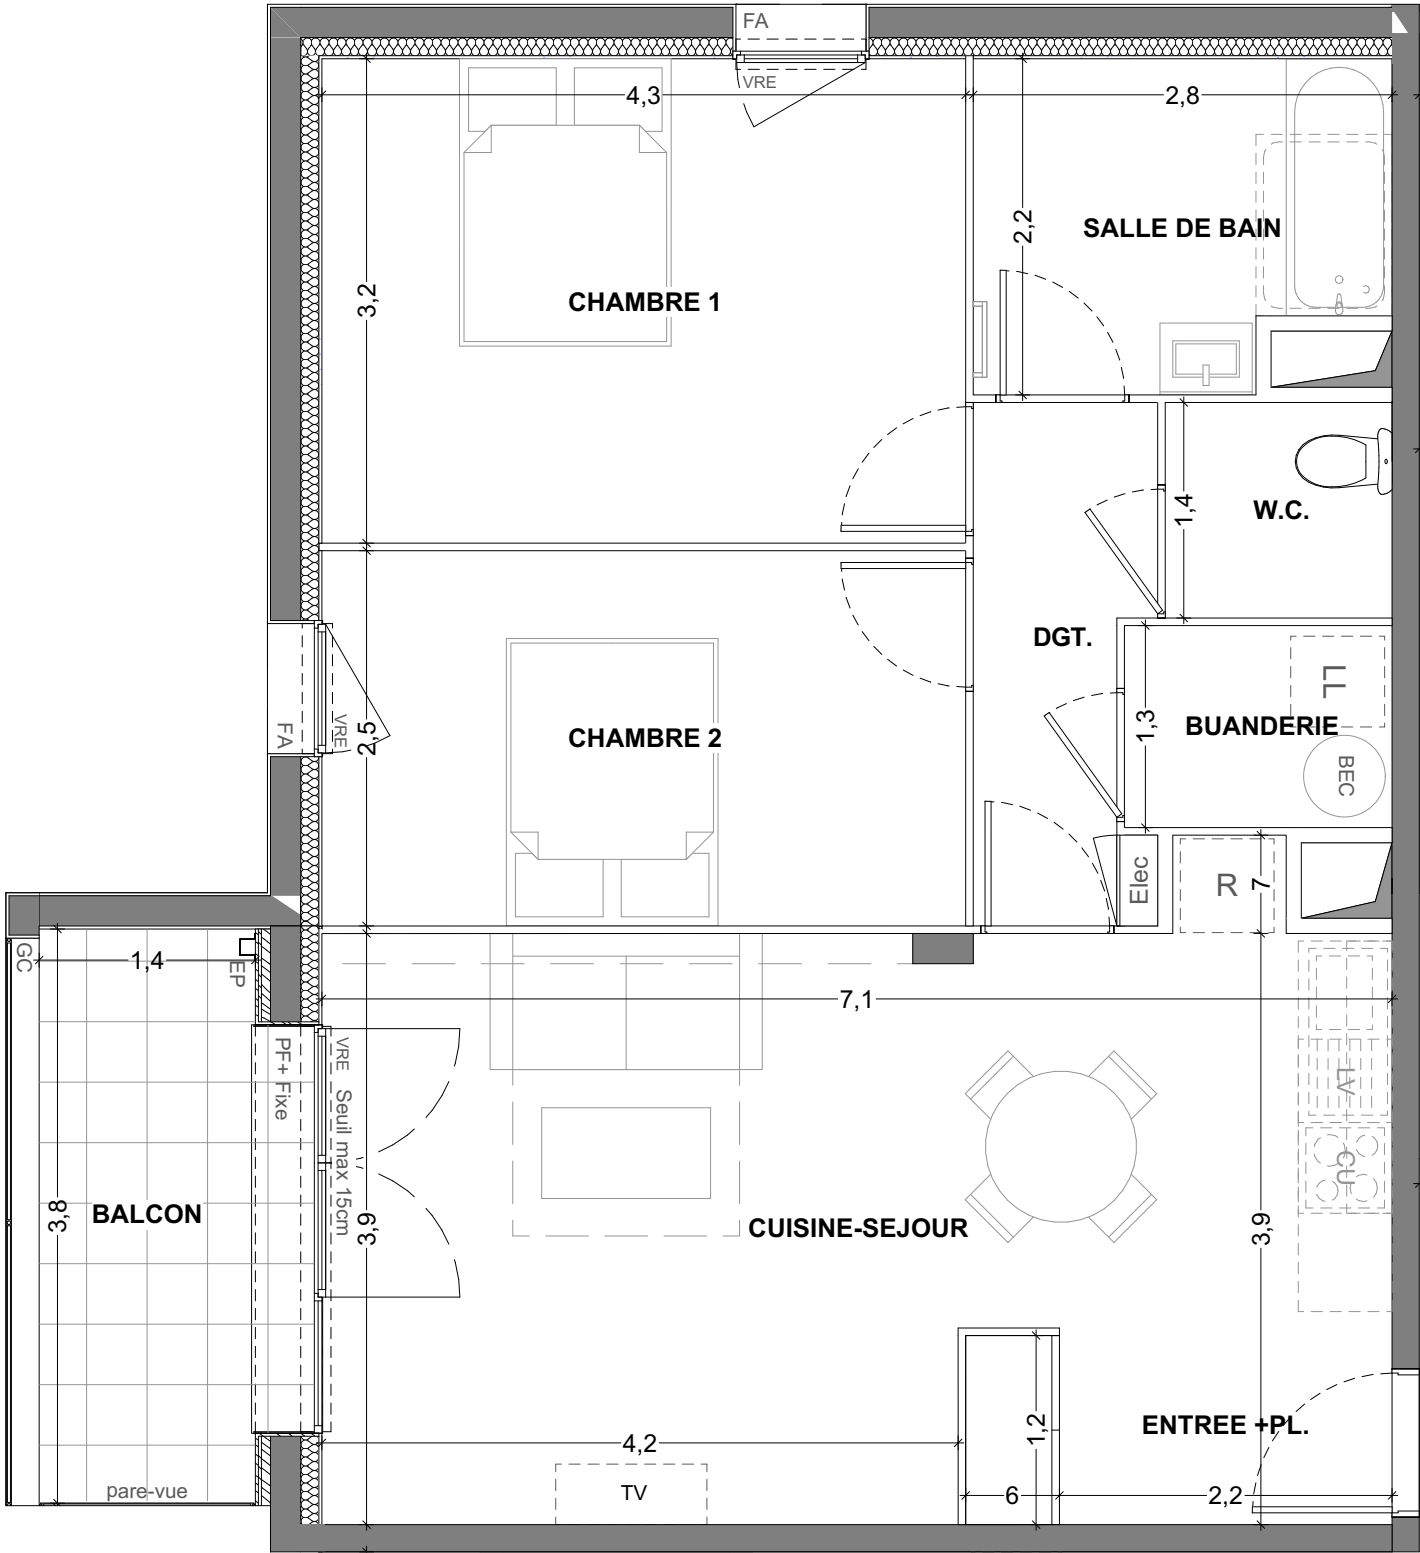 FA
VRE
4,3
2,8
2,2
SALLE DE BAIN
3,2
CHAMBRE 1
1,4
W.C.
DGT.
LL
FA
VRE
2,5
CHAMBRE 2
1,3
BUANDERIE
BEC
Elec
R
7
GC
1,4
EP
7,1
PF+ Fixe
VRE
Seuil max 15cm
LV
CU
3,8
BALCON
3,9
CUISINE-SEJOUR
3,9
1,2
ENTREE +PL.
4,2
pare-vue
TV
6
2,2